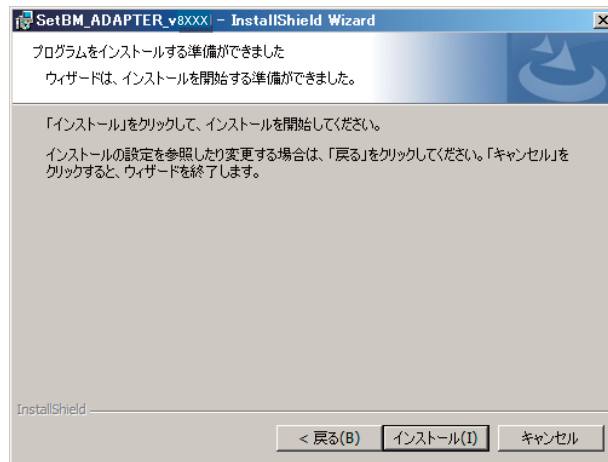 SetBM_ADAPTER_v8XXX - InstallShield Wizard
プログラムをインストールする準備ができました
ウィザードは、インストールを開始する準備ができました。
「インストール」をクリックして、インストールを開始してください。
インストールの設定を参照したり変更する場合は、「戻る」をクリックしてください。「キャンセル」を
クリックすると、ウィザードを終了します。
InstallShield
< 戻る(B) インストール(I) キャンセル